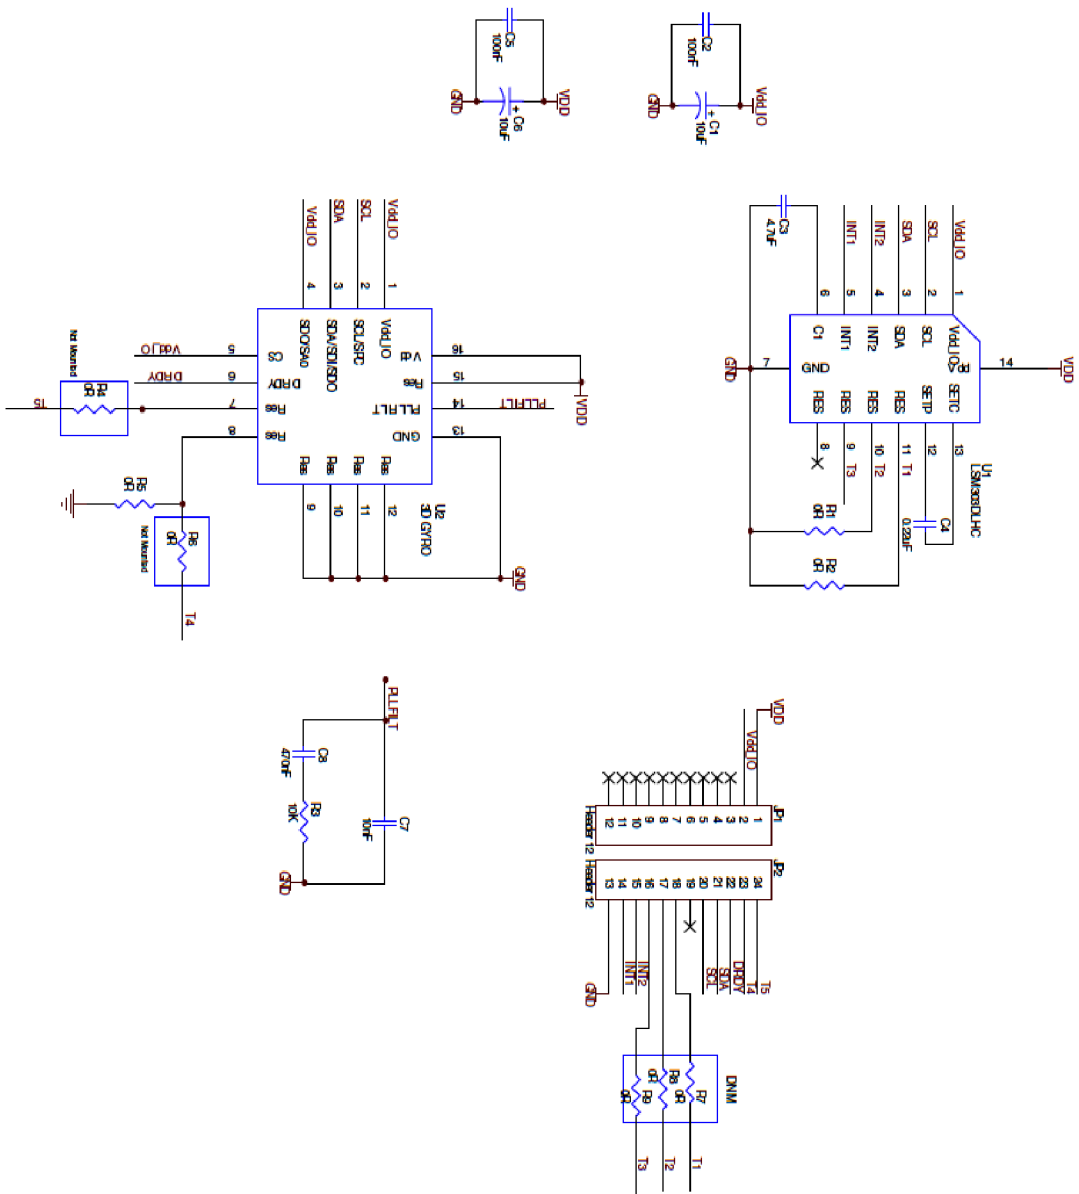 C5
100nF
GND
VDD
+
C6
10uF
C2
100nF
GND
Vdd_IO
+
C1
10uF
Vdd_IO
SDA
SCL
Vdd_IO
4
3
2
1
SDO/SA0
SDA/SDI/SDO
SCL/SPC
Vdd_IO
Vdd_IO
5
CS
DRDY
6
DRDY
T5
R4
0R
Not Mounted
7
Res
8
Res
Vdd
16
Res
15
VDD
PLLFILT
14
PLLFILT
GND
13
Res
Res
Res
Res
9
10
11
12
U2
3D GYRO
GND
R5
0R
R6
0R
Not Mounted
T4
C3
4.7uF
INT1
INT2
SDA
SCL
Vdd_IO
6
5
4
3
2
1
C1
INT1
INT2
SDA
SCL
Vdd_IO
GND
7
GND
Vdd
14
VDD
RES
RES
RES
RES
SETP
SETC
8
9
10
11
12
13
T3
T2
T1
U1
LSM303DLHC
C4
0.22uF
R1
0R
R2
0R
PLLFILT
C8
470nF
R3
10K
C7
10nF
GND
VDD
Vdd_IO
JP1
12
11
10
9
8
7
6
5
4
3
2
1
Header 12
JP2
13
14
15
16
17
18
19
20
21
22
23
24
Header 12
GND
INT1
INT2
SCL
SDA
DRDY
T4
T5
DNM
R7
0R
R8
0R
R9
0R
T3
T2
T1